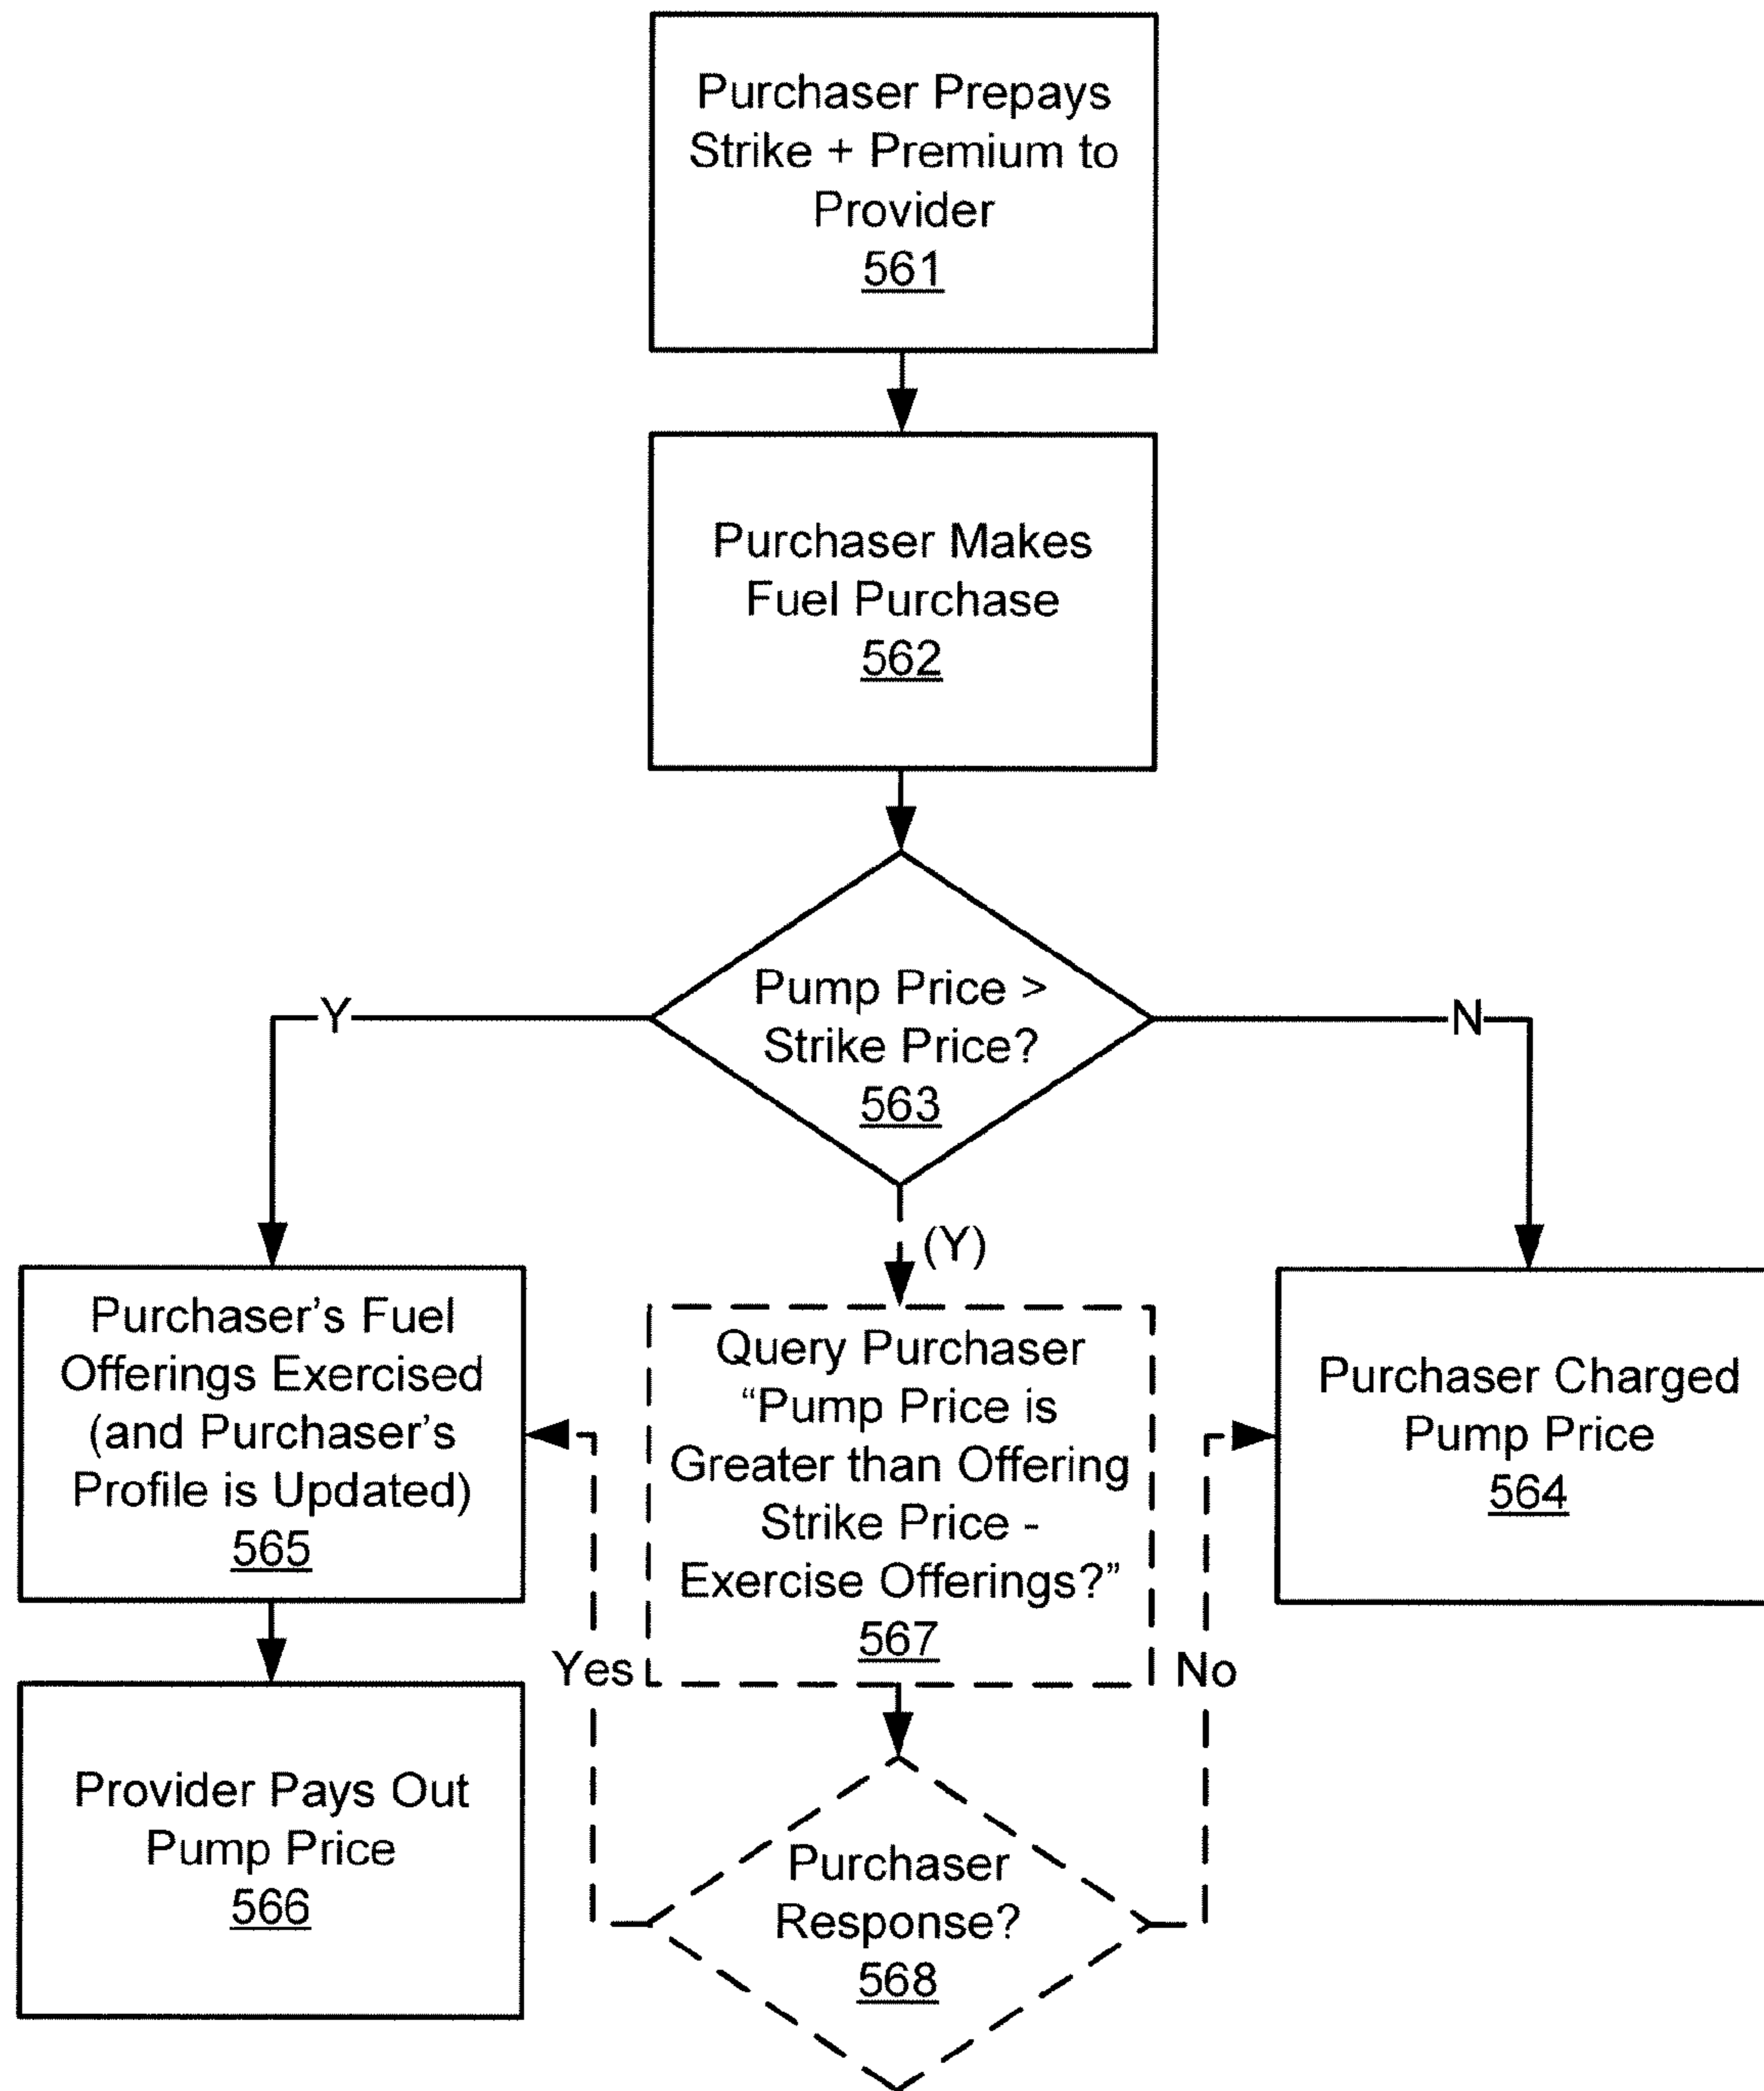 Purchaser Prepays
Strike + Premium to
Provider
561
Purchaser Makes
Fuel Purchase
562
Pump Price >
Strike Price?
563
Y
N
(Y)
Purchaser’s Fuel
Offerings Exercised
(and Purchaser’s
Profile is Updated)
565
Query Purchaser
“Pump Price is
Greater than Offering
Strike Price -
Exercise Offerings?”
567
Purchaser Charged
Pump Price
564
Yes
No
Provider Pays Out
Pump Price
566
Purchaser
Response?
568